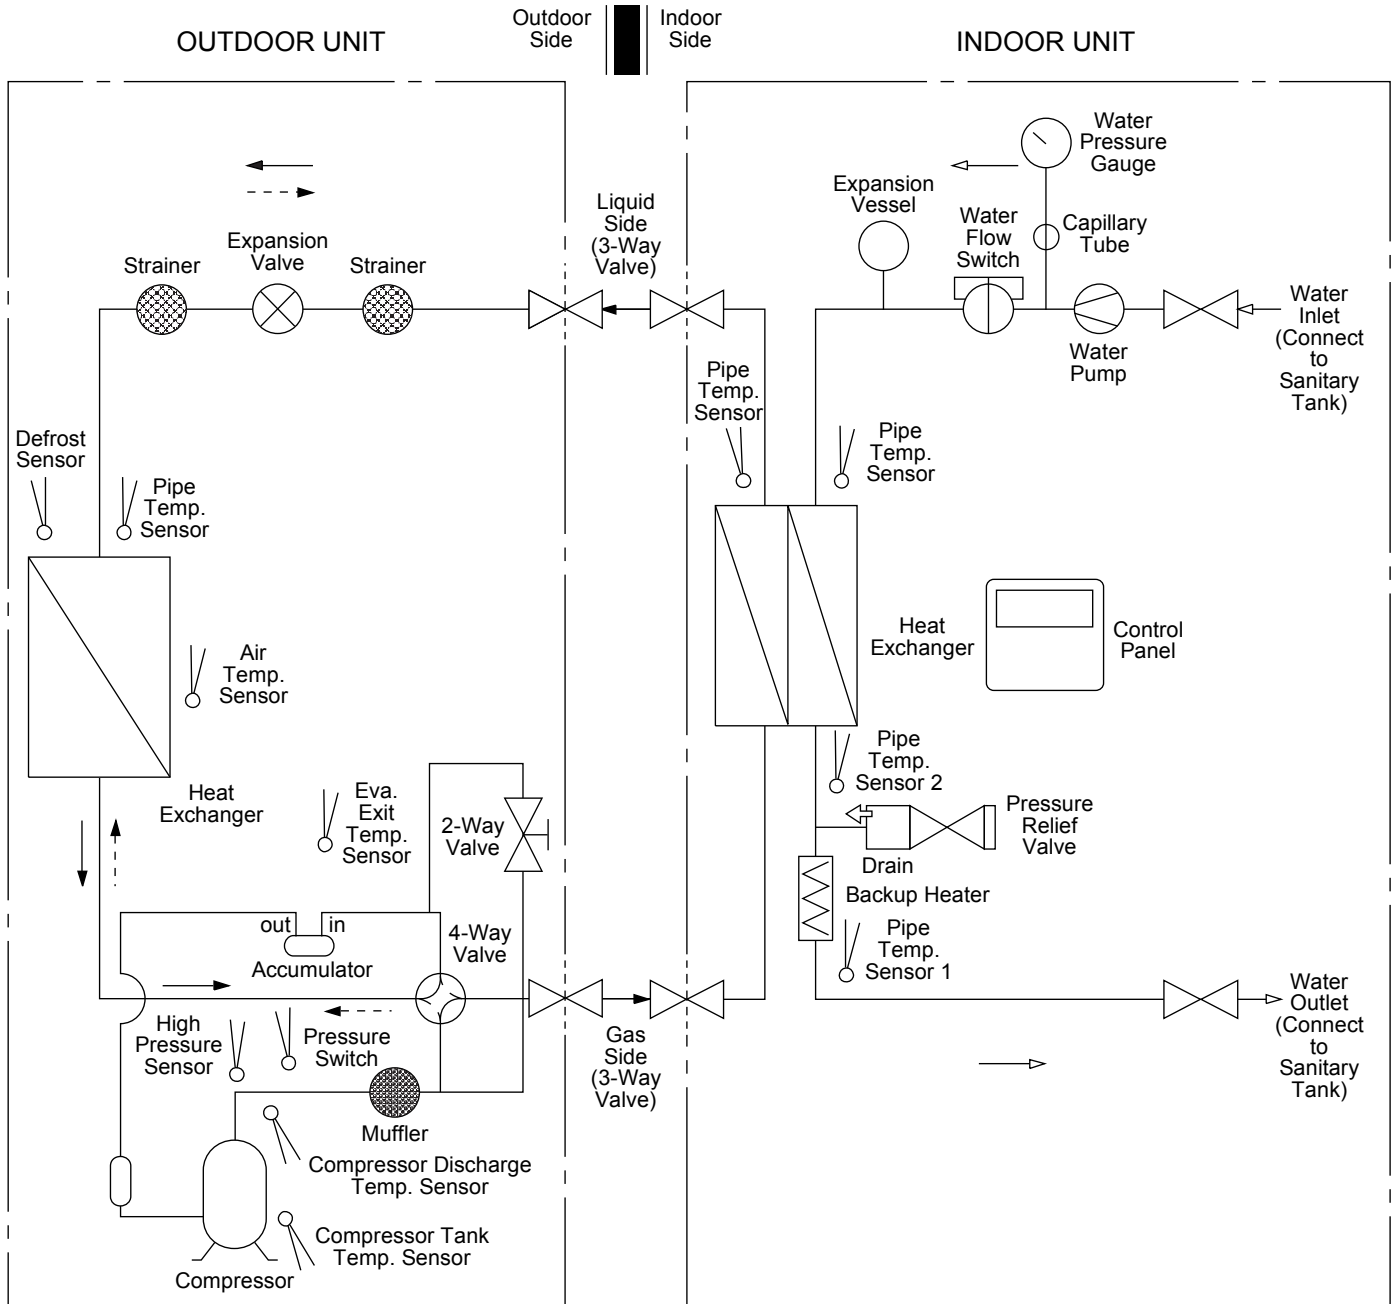 OUTDOOR UNIT
Outdoor
Side
Indoor
Side
INDOOR UNIT
Water
Pressure
Gauge
Expansion
Vessel
Water
Flow
Switch
Capillary
Tube
Liquid
Side
(3-Way
Valve)
Strainer
Expansion
Valve
Strainer
Water
Inlet
(Connect
to
Sanitary
Tank)
Water
Pump
Pipe
Temp.
Sensor
Pipe
Temp.
Sensor
Defrost
Sensor
Pipe
Temp.
Sensor
Air
Temp.
Sensor
Heat
Exchanger
Control
Panel
Heat
Exchanger
Eva.
Exit
Temp.
Sensor
2-Way
Valve
Pipe
Temp.
Sensor 2
Pressure
Relief
Valve
Drain
Backup Heater
out
in
Accumulator
4-Way
Valve
Pipe
Temp.
Sensor 1
Water
Outlet
(Connect
to
Sanitary
Tank)
High
Pressure
Sensor
Pressure
Switch
Gas
Side
(3-Way
Valve)
Muffler
Compressor Discharge
Temp. Sensor
Compressor Tank
Temp. Sensor
Compressor